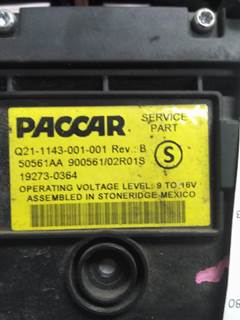 PACCAR
SERVICE
PART
Q21-1143-001-001 Rev.: B
50561AA 900561/02R01S
S
19273-0364
OPERATING VOLTAGE LEVEL: 9 TO 16V
ASSEMBLED IN STONERIDGE-MEXICO